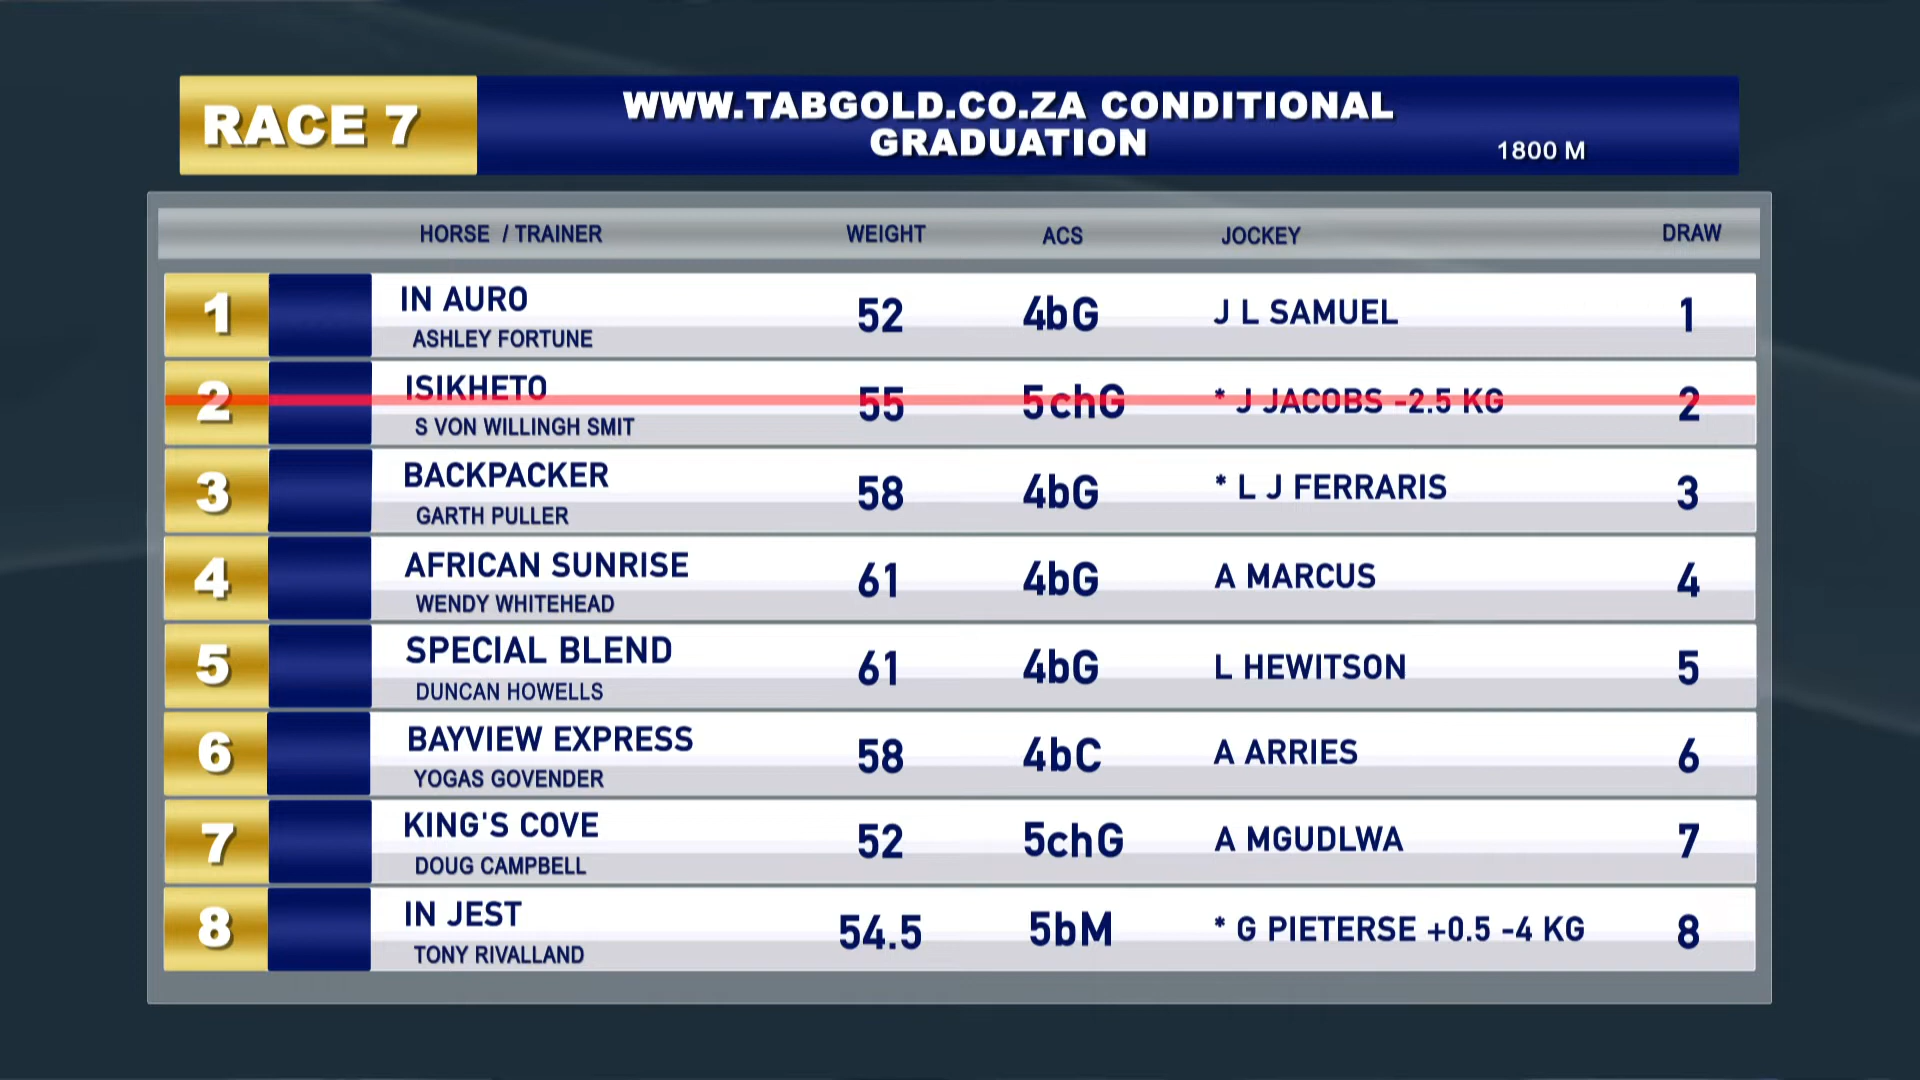 RACE 7
WWW.TABGOLD.CO.ZA CONDITIONAL
GRADUATION
1800 M
HORSE / TRAINER WEIGHT ACS JOCKEY DRAW
1 IN AURO 52 4bG J L SAMUEL 1
ASHLEY FORTUNE
2 ISIKHETO 55 5chG * J JACOBS -2.5 KG 2
S VON WILLINGH SMIT
3 BACKPACKER 58 4bG * L J FERRARIS 3
GARTH PULLER
4 AFRICAN SUNRISE 61 4bG A MARCUS 4
WENDY WHITEHEAD
5 SPECIAL BLEND 61 4bG L HEWITSON 5
DUNCAN HOWELLS
6 BAYVIEW EXPRESS 58 4bC A ARRIES 6
YOGAS GOVENDER
7 KING'S COVE 52 5chG A MGUDLWA 7
DOUG CAMPBELL
8 IN JEST 54.5 5bM * G PIETERSE +0.5 -4 KG 8
TONY RIVALLAND